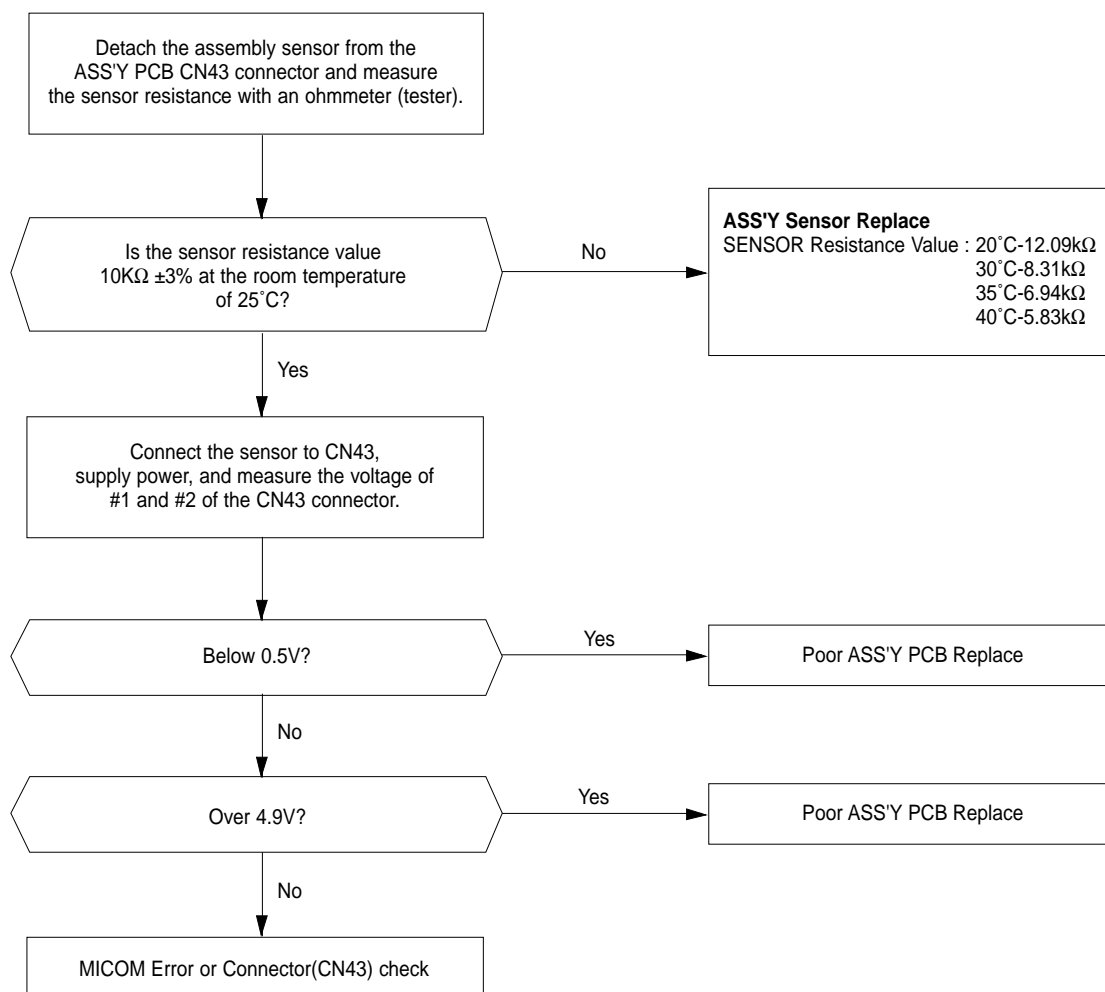 Detach the assembly sensor from the
ASS'Y PCB CN43 connector and measure
the sensor resistance with an ohmmeter (tester).
Is the sensor resistance value
10KΩ ±3% at the room temperature
of 25˚C?
No
ASS'Y Sensor Replace
SENSOR Resistance Value : 20˚C-12.09kΩ
30˚C-8.31kΩ
35˚C-6.94kΩ
40˚C-5.83kΩ
Yes
Connect the sensor to CN43,
supply power, and measure the voltage of
#1 and #2 of the CN43 connector.
Below 0.5V?
Yes
Poor ASS'Y PCB Replace
No
Over 4.9V?
Yes
Poor ASS'Y PCB Replace
No
MICOM Error or Connector(CN43) check